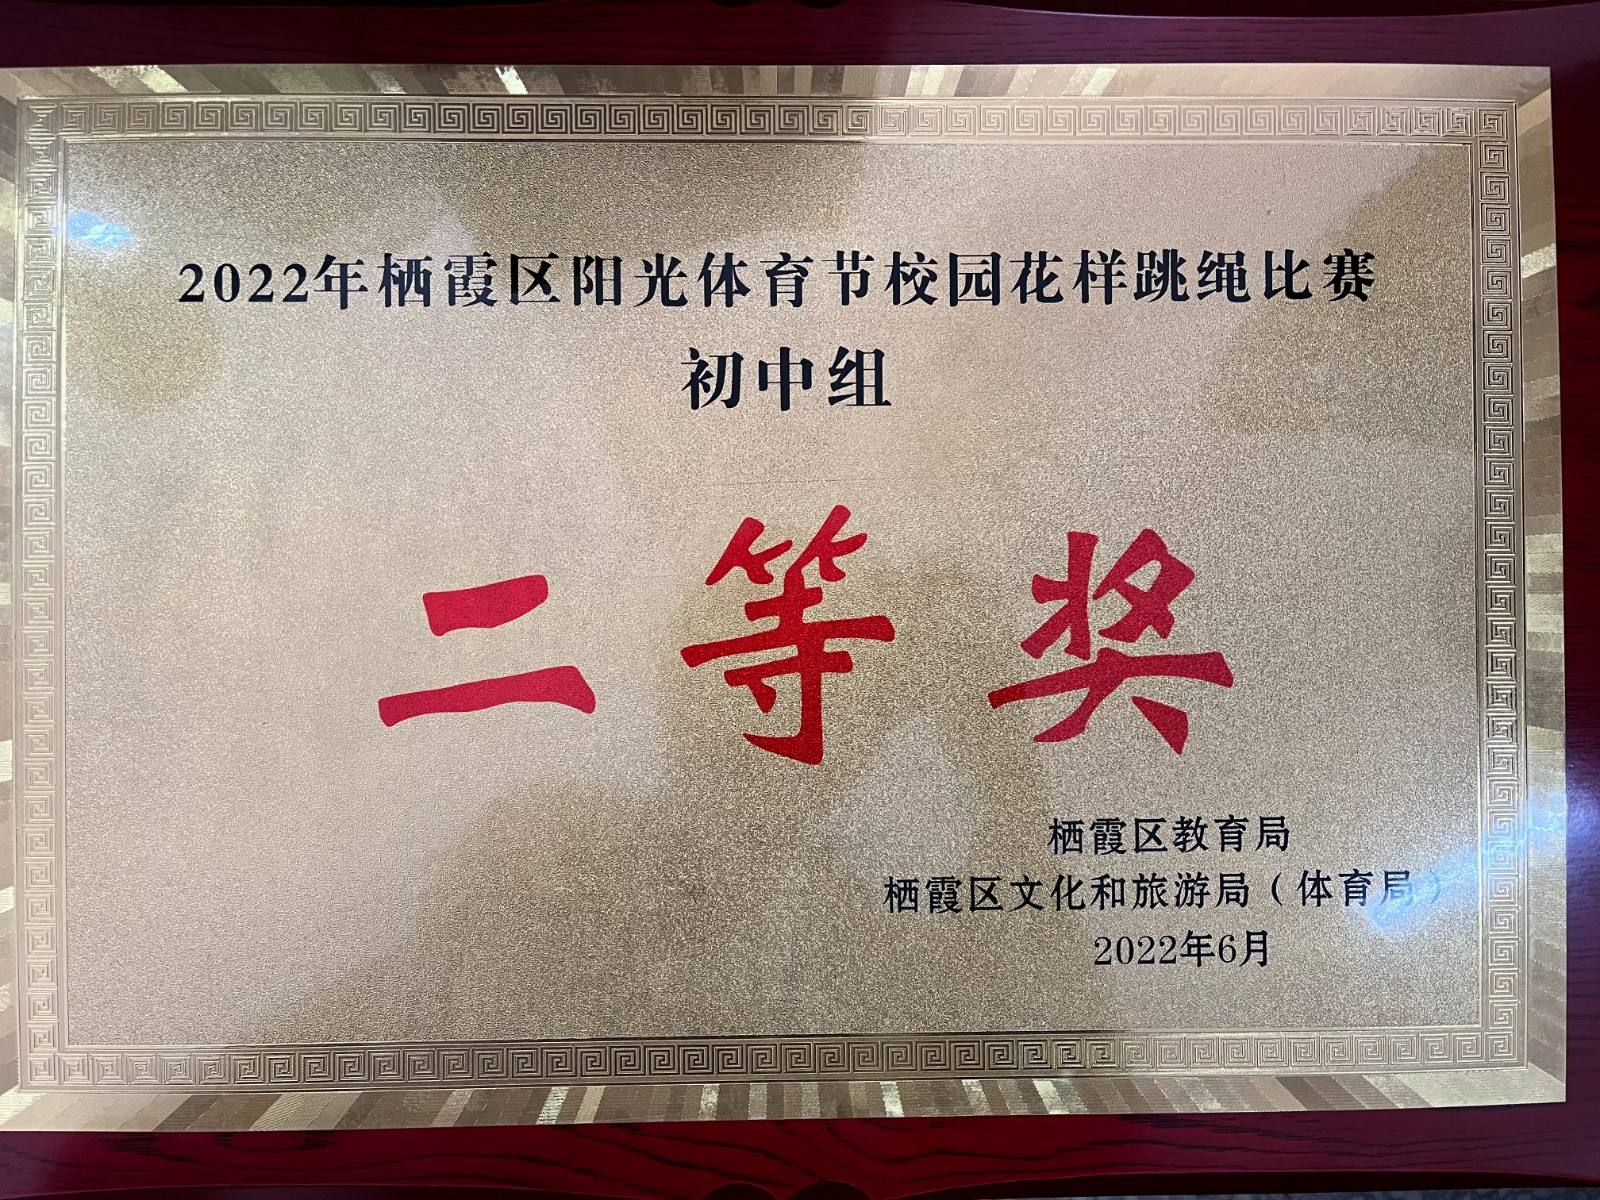 2022年栖霞区阳光体育节校园花样跳绳比赛
初中组
二等奖
栖霞区教育局
栖霞区文化和旅游局（体育局）
2022年6月